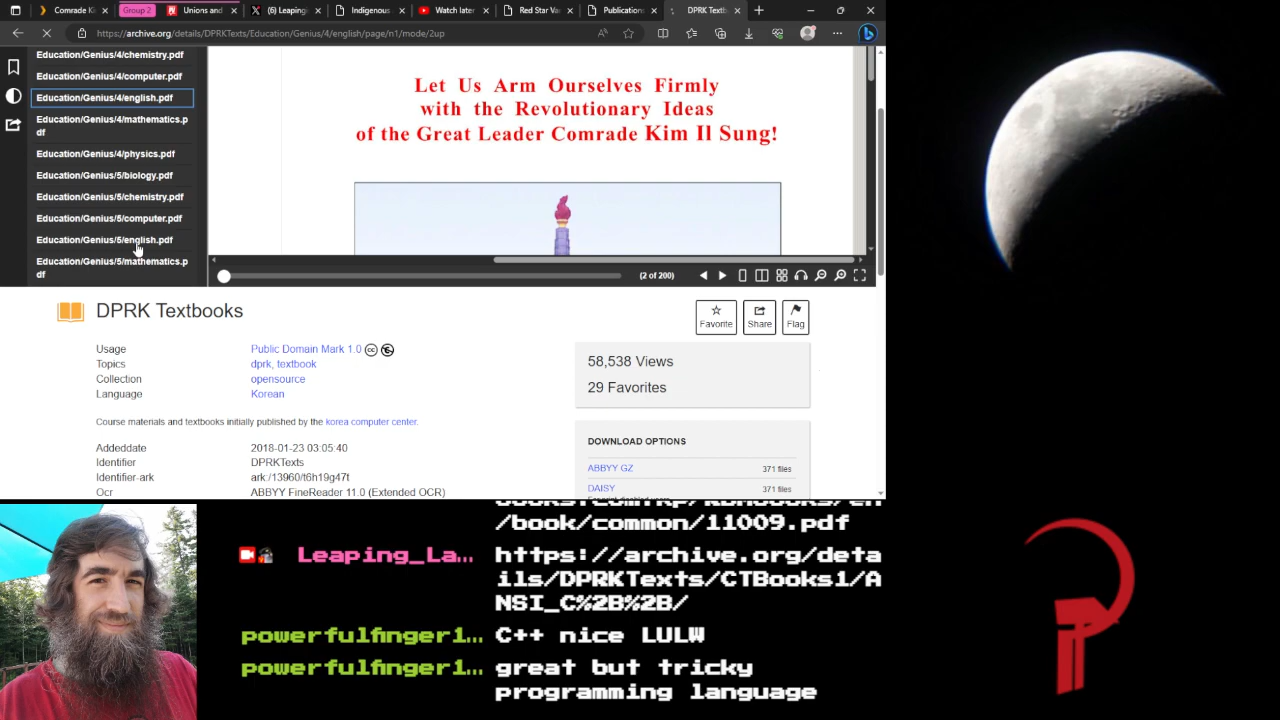 Comrade Ki
Group 2
Unions and
(4) Leaping
Indigenous
Watch later
Red Star Va
Publications
DPRK Textb
https://archive.org/details/DPRKTexts/Education/Genius/4/english/page/n1/mode/2up
Education/Genius/4/chemistry.pdf
Education/Genius/4/computer.pdf
Education/Genius/4/english.pdf
Education/Genius/4/mathematics.p
df
Education/Genius/4/physics.pdf
Education/Genius/5/biology.pdf
Education/Genius/5/chemistry.pdf
Education/Genius/5/computer.pdf
Education/Genius/5/english.pdf
Education/Genius/5/mathematics.p
df
Let Us Arm Ourselves Firmly
with the Revolutionary Ideas
of the Great Leader Comrade Kim Il Sung!
(2 of 200)
DPRK Textbooks
Favorite
Share
Flag
Usage Public Domain Mark 1.0
Topics dprk, textbook
Collection opensource
Language Korean
58,538 Views
29 Favorites
Course materials and textbooks initially published by the korea computer center.
Addeddate 2018-01-23 03:05:40
Identifier DPRKTexts
Identifier-ark ark:/13960/t6h19g47t
Ocr ABBYY FineReader 11.0 (Extended OCR)
DOWNLOAD OPTIONS
ABBYY GZ 371 files
DAISY 371 files
/book/common/11009.pdf
Leaping_La... https://archive.org/deta
ils/DPRKTexts/CTBooks1/A
NSI_C%2B%2B/
powerfulfinger1... C++ nice LULW
powerfulfinger1... great but tricky
programming language